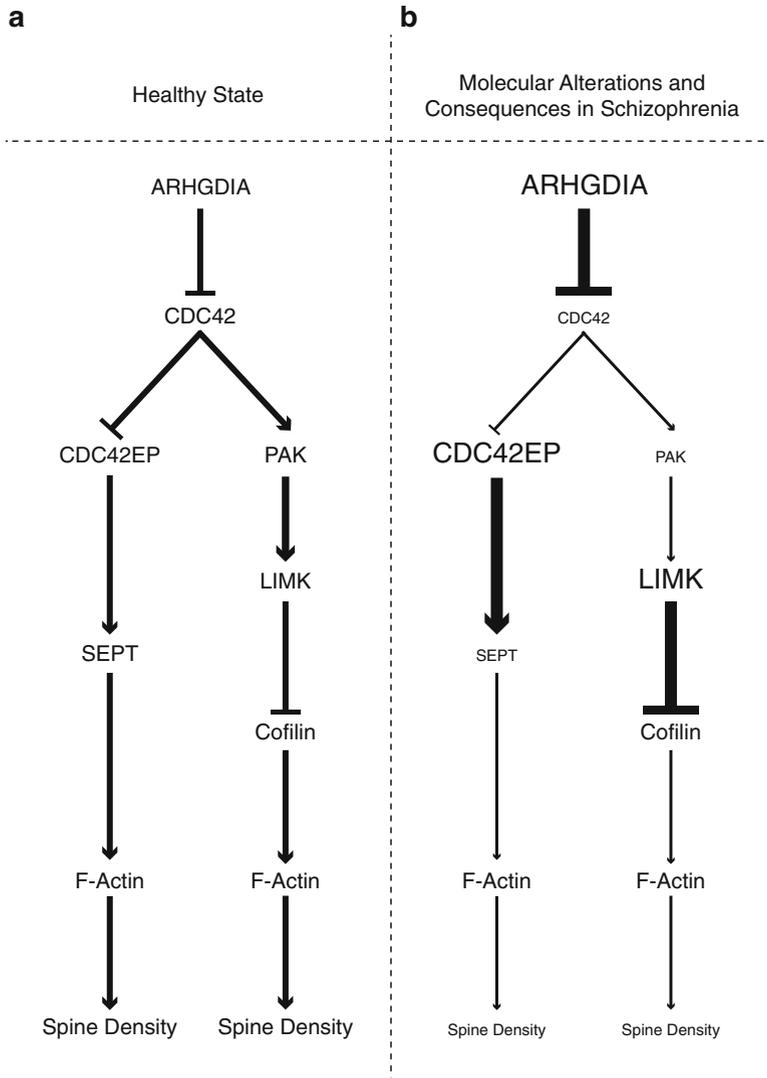 a
Healthy State
ARHGDIA
CDC42
CDC42EP
PAK
LIMK
SEPT
Cofilin
F-Actin
F-Actin
Spine Density
Spine Density
b
Molecular Alterations and
Consequences in Schizophrenia
ARHGDIA
CDC42
CDC42EP
PAK
LIMK
SEPT
Cofilin
F-Actin
F-Actin
Spine Density
Spine Density